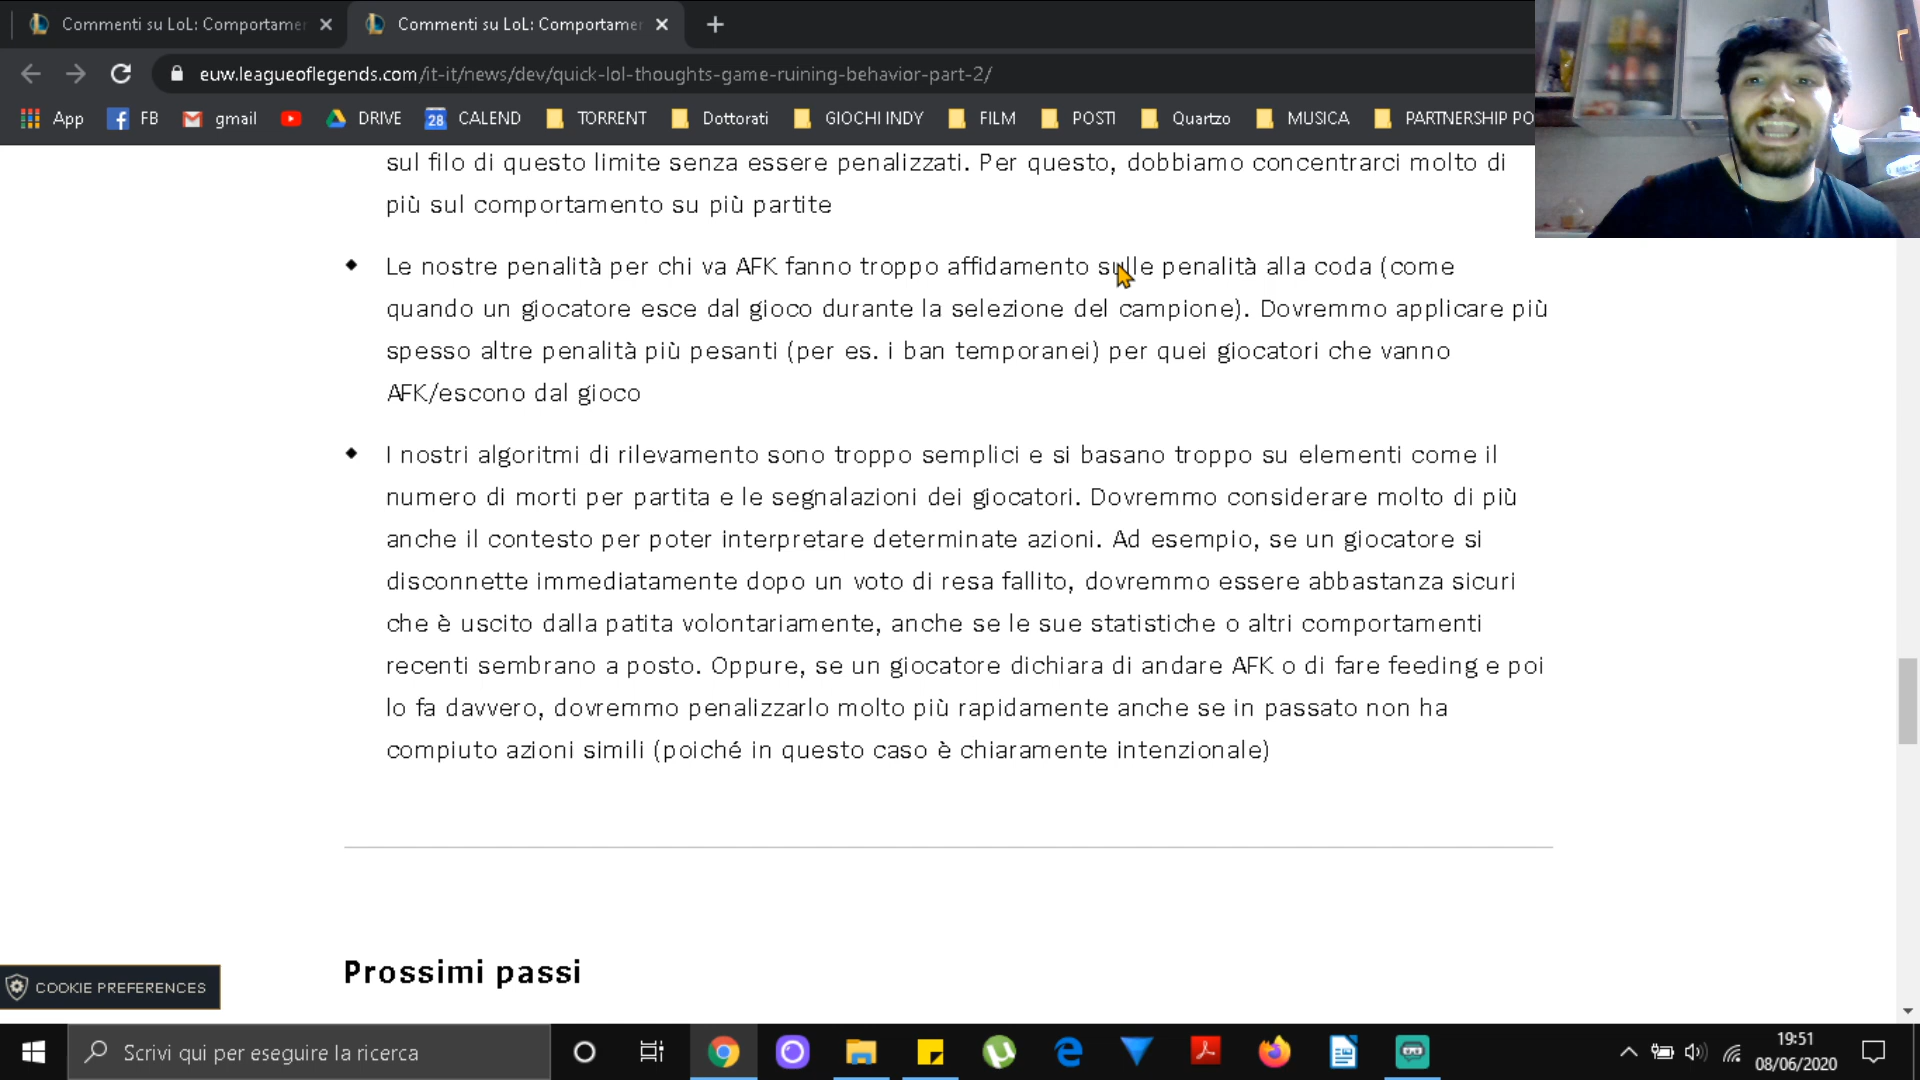 Commenti su LoL: Comportamen
Commenti su LoL: Comportamen
euw.leagueoflegends.com/it-it/news/dev/quick-lol-thoughts-game-ruining-behavior-part-2/
App FB gmail DRIVE 28 CALEND TORRENT Dottorati GIOCHI INDY FILM POSTI Quartzo MUSICA PARTNERSHIP PO
sul filo di questo limite senza essere penalizzati. Per questo, dobbiamo concentrarci molto di
più sul comportamento su più partite
Le nostre penalità per chi va AFK fanno troppo affidamento sulle penalità alla coda (come
quando un giocatore esce dal gioco durante la selezione del campione). Dovremmo applicare più
spesso altre penalità più pesanti (per es. i ban temporanei) per quei giocatori che vanno
AFK/escono dal gioco
I nostri algoritmi di rilevamento sono troppo semplici e si basano troppo su elementi come il
numero di morti per partita e le segnalazioni dei giocatori. Dovremmo considerare molto di più
anche il contesto per poter interpretare determinate azioni. Ad esempio, se un giocatore si
disconnette immediatamente dopo un voto di resa fallito, dovremmo essere abbastanza sicuri
che è uscito dalla patita volontariamente, anche se le sue statistiche o altri comportamenti
recenti sembrano a posto. Oppure, se un giocatore dichiara di andare AFK o di fare feeding e poi
lo fa davvero, dovremmo penalizzarlo molto più rapidamente anche se in passato non ha
compiuto azioni simili (poiché in questo caso è chiaramente intenzionale)
Prossimi passi
COOKIE PREFERENCES
Scrivi qui per eseguire la ricerca
19:51
08/06/2020